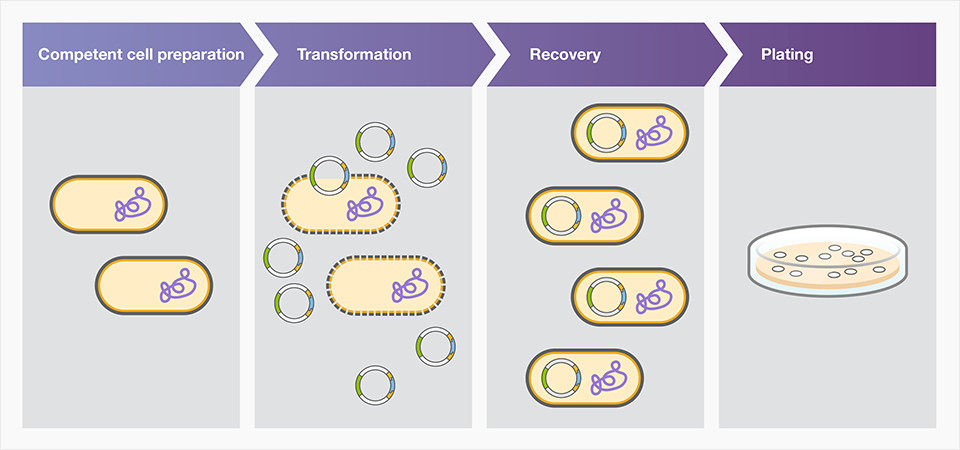 Competent cell preparation
Transformation
Recovery
Plating